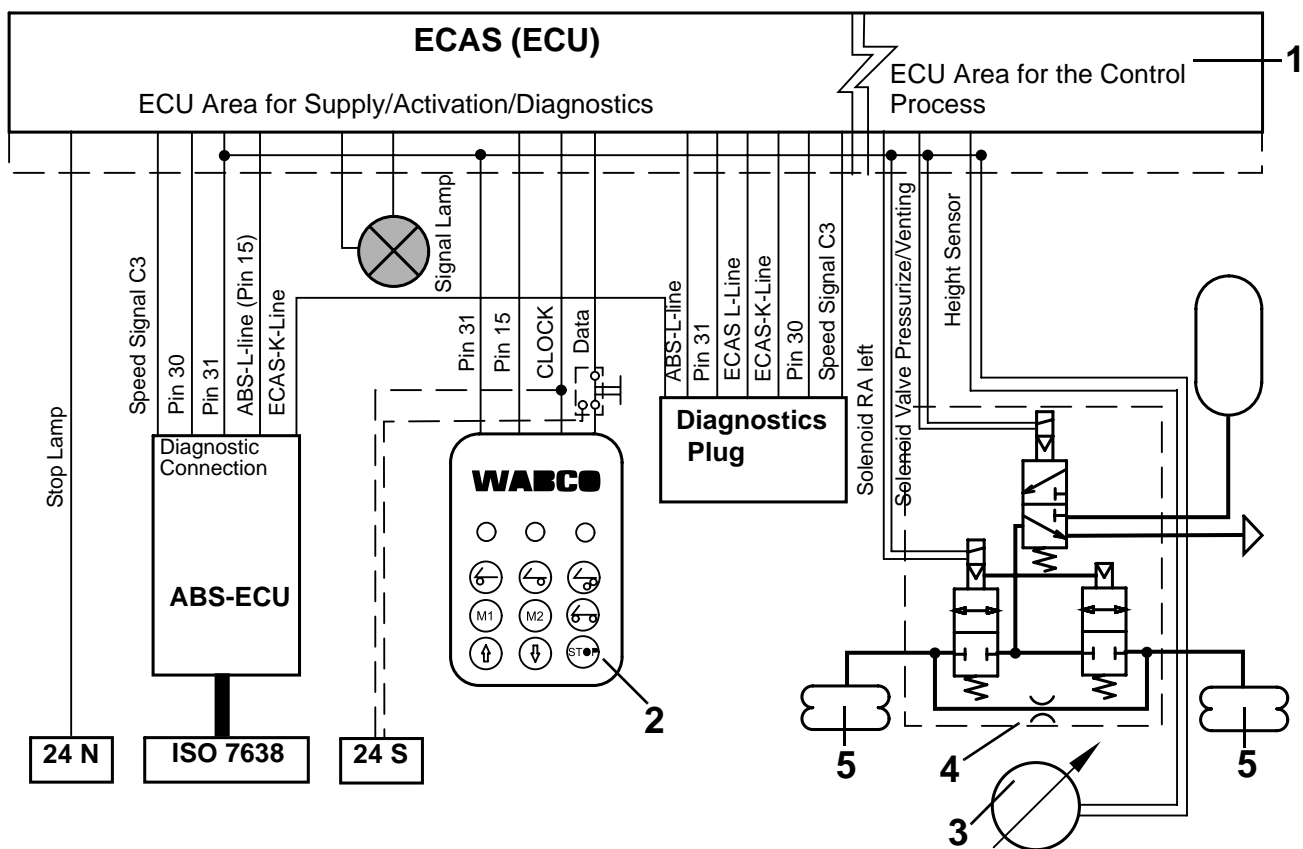 ECAS (ECU)
ECU Area for Supply/Activation/Diagnostics
ECU Area for the Control
Process
1
Stop Lamp
Speed Signal C3
Pin 30
Pin 31
ABS-L-line (Pin 15)
ECAS-K-Line
Signal Lamp
Pin 31
Pin 15
CLOCK
Data
ABS-L-line
Pin 31
ECAS L-Line
ECAS-K-Line
Pin 30
Speed Signal C3
Solenoid RA left
Solenoid Valve Pressurize/Venting
Height Sensor
Diagnostic
Connection
ABS-ECU
WABCO
M1
M2
STOP
2
Diagnostics
Plug
24 N
ISO 7638
24 S
5
4
5
3